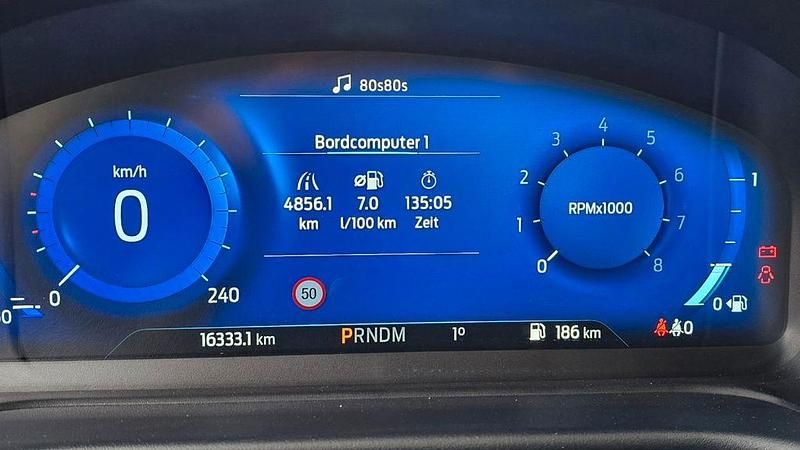 80s80s
Bordcomputer 1
4856.1 7.0 135:05
km l/100 km Zeit
km/h
0
0 240
50
RPMx1000
0 1 2 3 4 5 6 7 8
1
0
0
16333.1 km PRNDM 1° 186 km